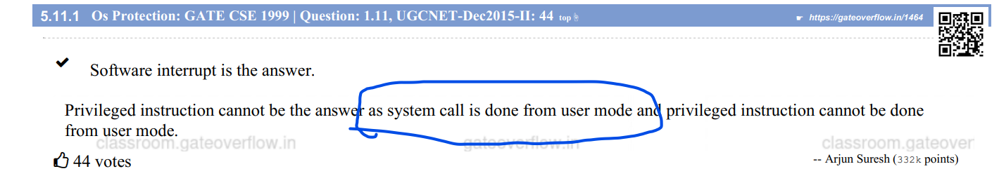 5.11.1 Os Protection: GATE CSE 1999 | Question: 1.11, UGCNET-Dec2015-II: 44 top ☝
☛ https://gateoverflow.in/1464
✔ Software interrupt is the answer.
Privileged instruction cannot be the answer as system call is done from user mode and privileged instruction cannot be done
from user mode.
classroom.gateoverflow.in gateoverflow.in classroom.gateover
44 votes
-- Arjun Suresh (332k points)